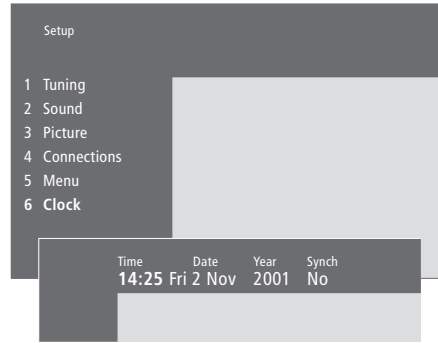 Setup
1 Tuning
2 Sound
3 Picture
4 Connections
5 Menu
6 Clock
Time Date Year Synch
14:25 Fri 2 Nov 2001 No